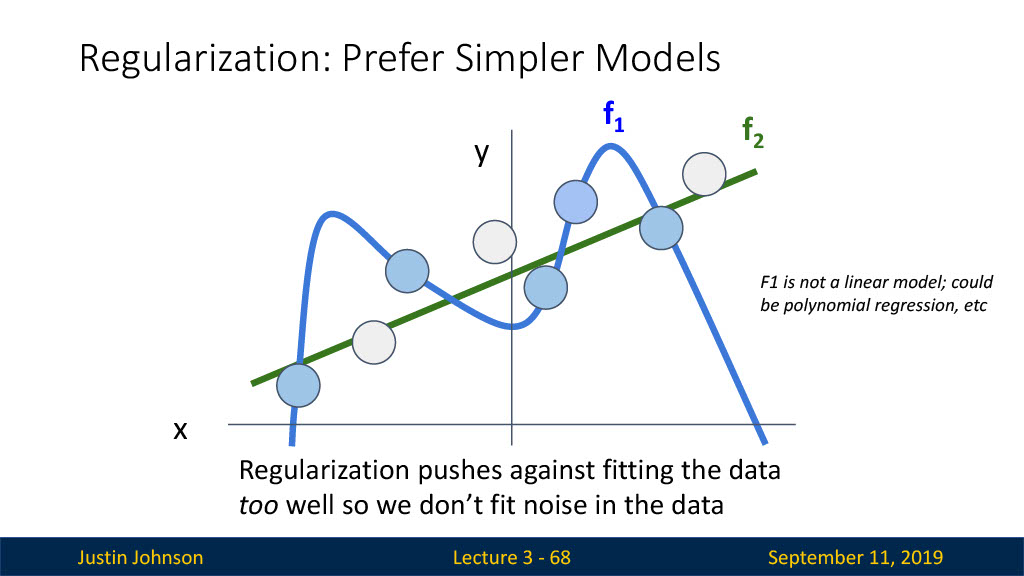 Regularization: Prefer Simpler Models
f1
f2
y
F1 is not a linear model; could
be polynomial regression, etc
x
Regularization pushes against fitting the data
too well so we don’t fit noise in the data
Justin Johnson
Lecture 3 - 68
September 11, 2019